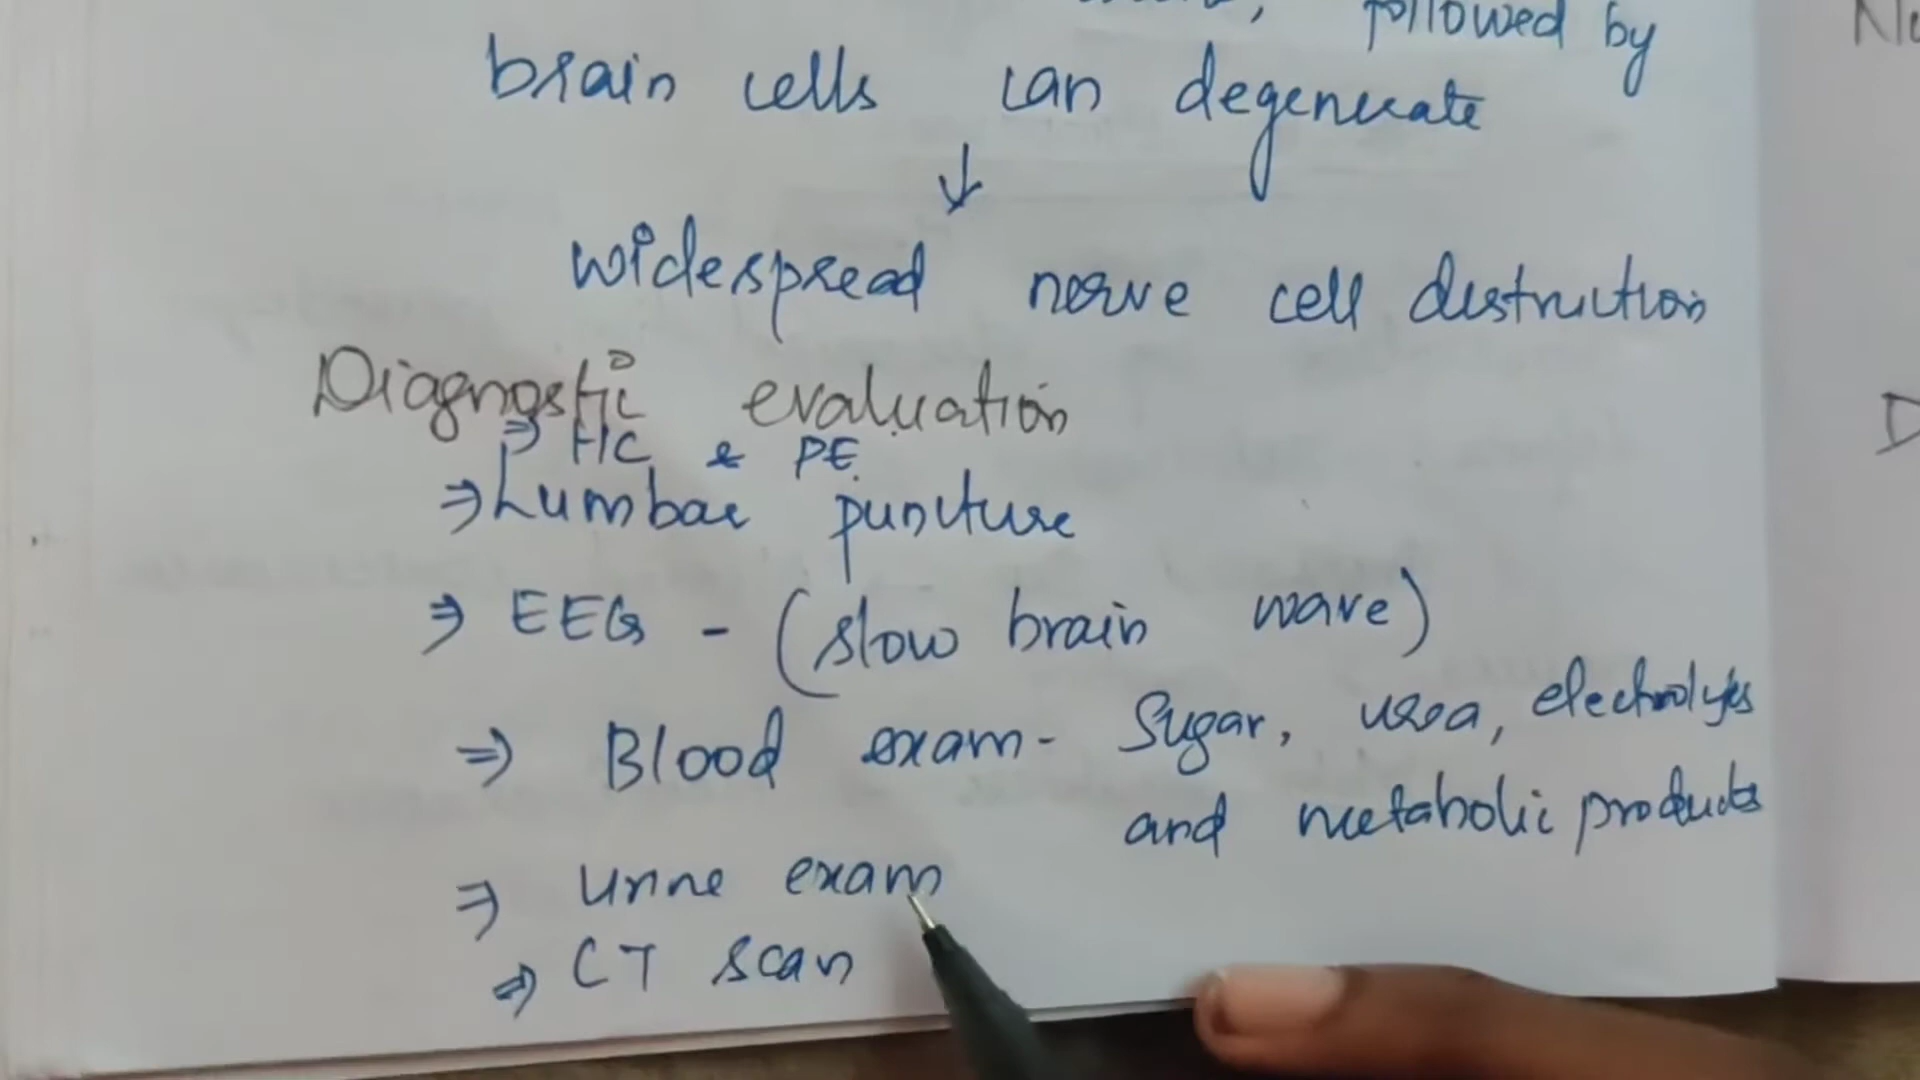 followed by
brain cells can degenerate
↓
widespread nerve cell destruction
Diagnostic evaluation
⇒ HC & PE
⇒ Lumbar puncture
⇒ EEG - (slow brain wave)
⇒ Blood exam - Sugar, urea, electrolytes
and metabolic products
⇒ Urine exam
⇒ CT scan